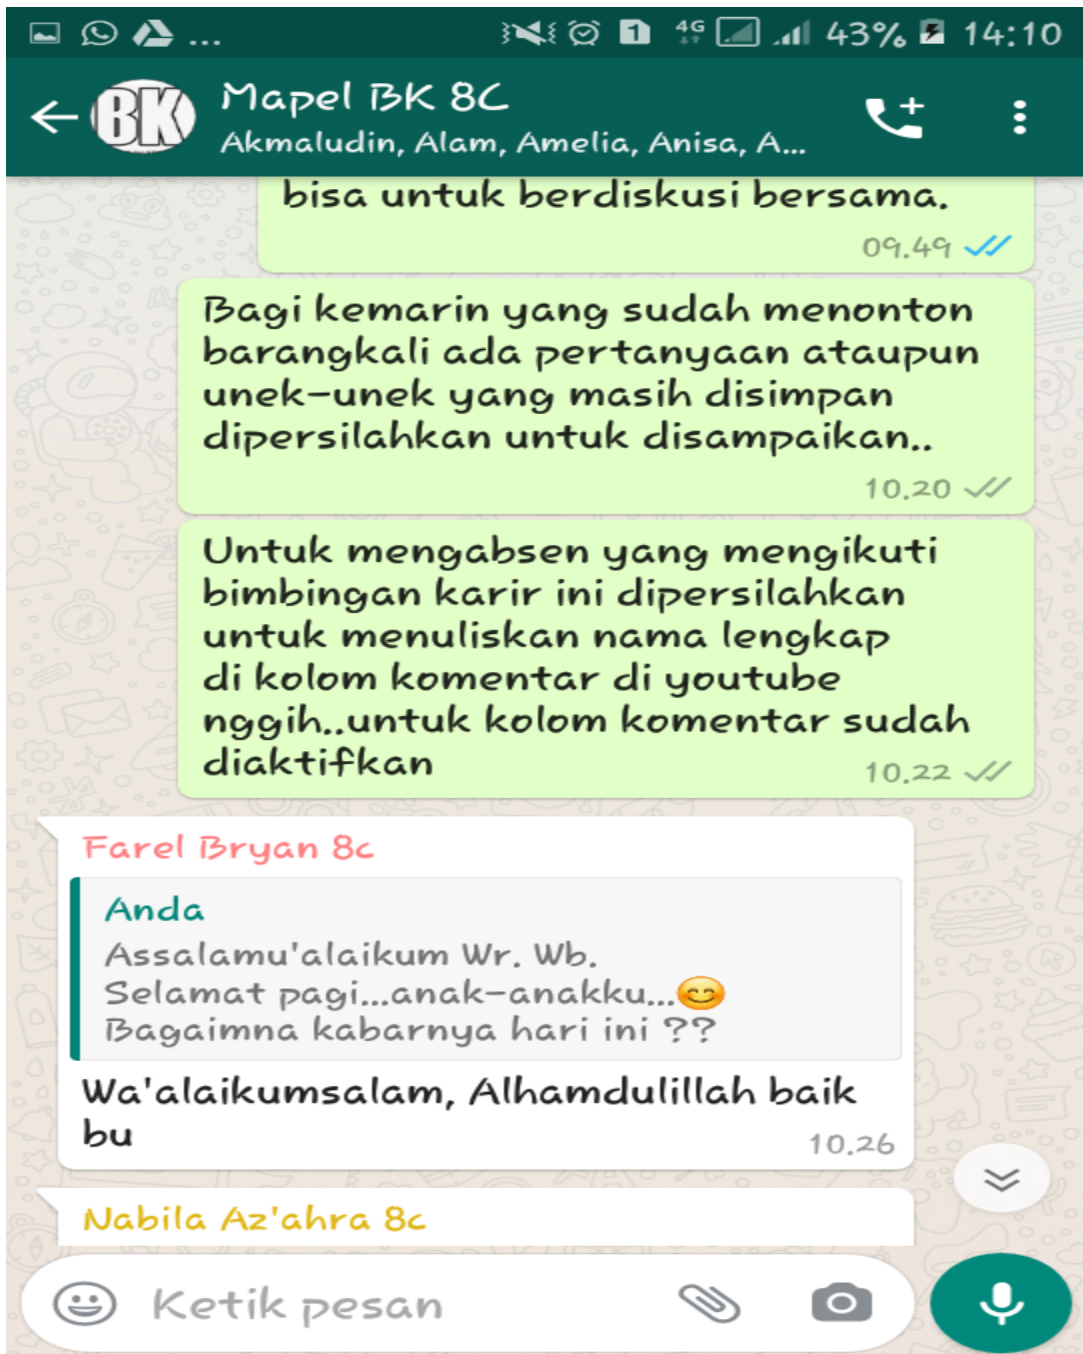 ... 1 4G 43% 14:10
BK Mapel BK 8C
Akmaludin, Alam, Amelia, Anisa, A...
bisa untuk berdiskusi bersama.
09.49
Bagi kemarin yang sudah menonton
barangkali ada pertanyaan ataupun
unek-unek yang masih disimpan
dipersilahkan untuk disampaikan..
10.20
Untuk mengabsen yang mengikuti
bimbingan karir ini dipersilahkan
untuk menuliskan nama lengkap
di kolom komentar di youtube
nggih..untuk kolom komentar sudah
diaktifkan
10.22
Farel Bryan 8c
Anda
Assalamu'alaikum Wr. Wb.
Selamat pagi...anak-anakku...😊
Bagaimna kabarnya hari ini ??
Wa'alaikumsalam, Alhamdulillah baik
bu
10.26
Nabila Az'ahra 8c
Ketik pesan